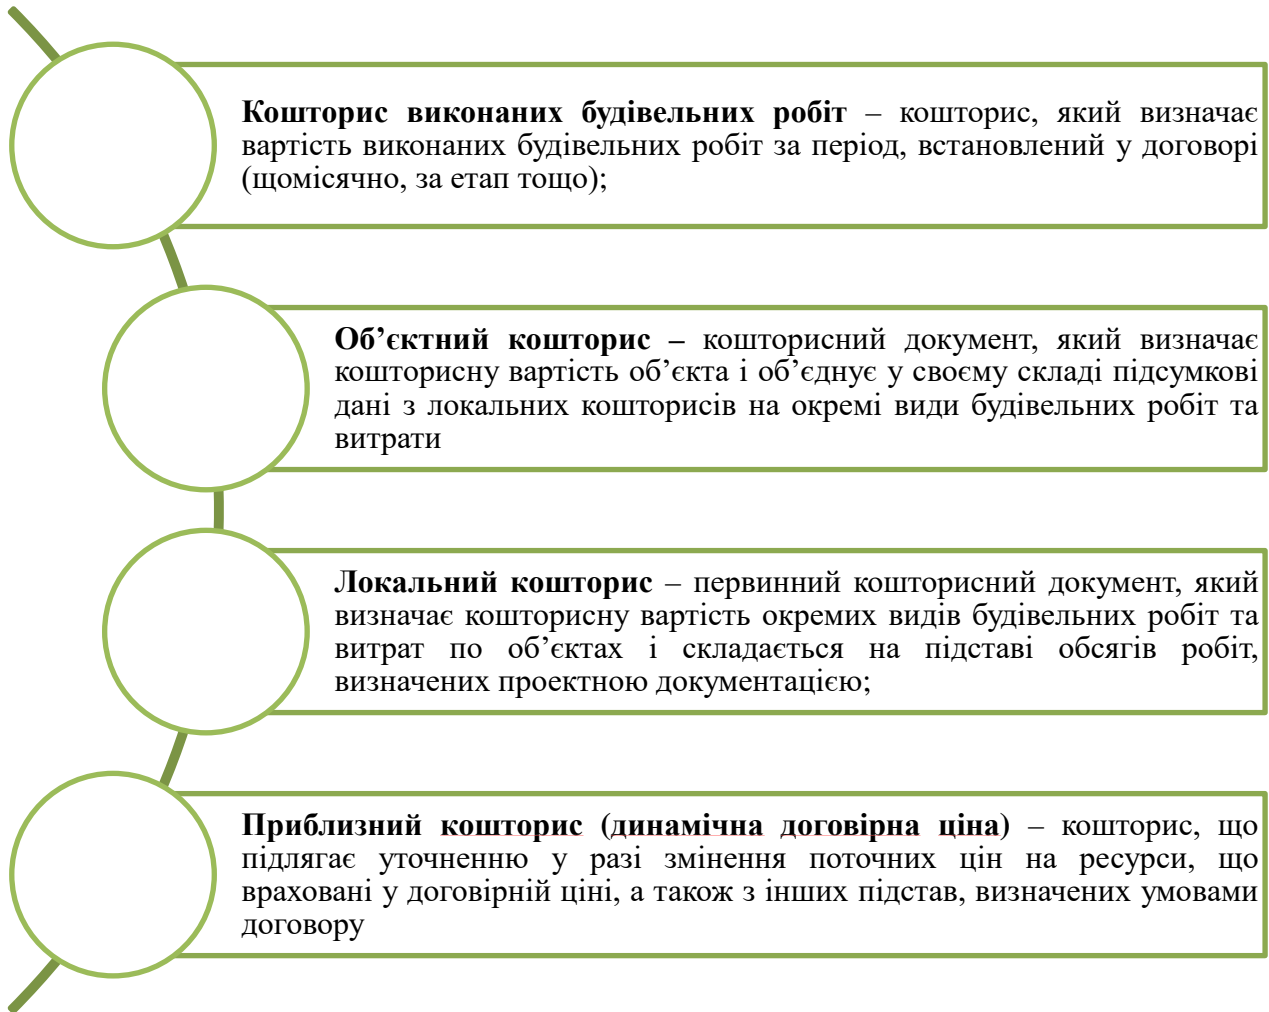 Кошторис виконаних будівельних робіт – кошторис, який визначає
вартість виконаних будівельних робіт за період, встановлений у договорі
(щомісячно, за етап тощо);
Об’єктний кошторис – кошторисний документ, який визначає
кошторисну вартість об’єкта і об’єднує у своєму складі підсумкові
дані з локальних кошторисів на окремі види будівельних робіт та
витрати
Локальний кошторис – первинний кошторисний документ, який
визначає кошторисну вартість окремих видів будівельних робіт та
витрат по об’єктах і складається на підставі обсягів робіт,
визначених проектною документацією;
Приблизний кошторис (динамічна договірна ціна) – кошторис, що
підлягає уточненню у разі змінення поточних цін на ресурси, що
враховані у договірній ціні, а також з інших підстав, визначених умовами
договору